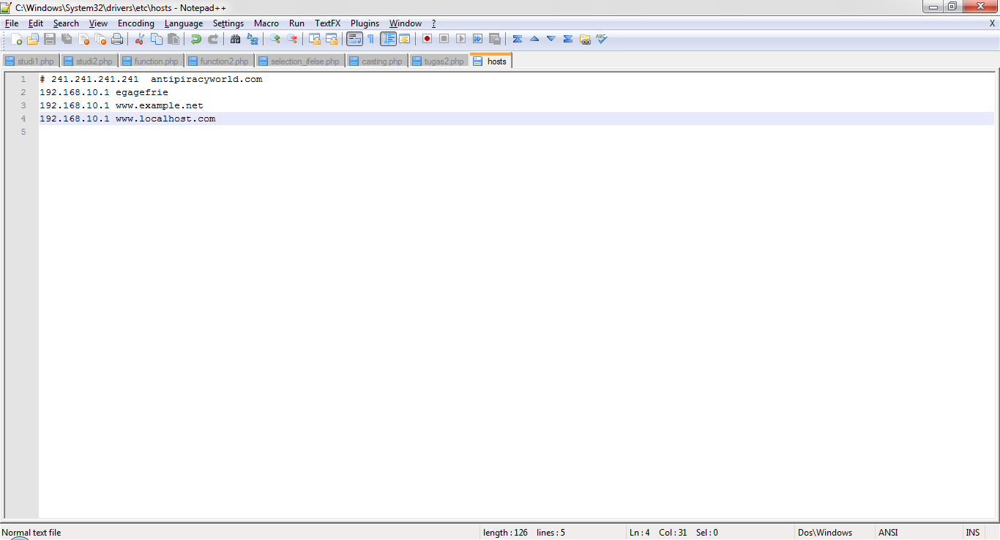 C:\Windows\System32\drivers\etc\hosts - Notepad++
File Edit Search View Encoding Language Settings Macro Run TextFX Plugins Window ? X
studi1.php studi2.php function.php function2.php selection_ifelse.php casting.php tugas2.php hosts
1 # 241.241.241.241  antipiracyworld.com
2 192.168.10.1 egagefrie
3 192.168.10.1 www.example.net
4 192.168.10.1 www.localhost.com
5
Normal text file length : 126 lines : 5 Ln : 4 Col : 31 Sel : 0 Dos\Windows ANSI INS